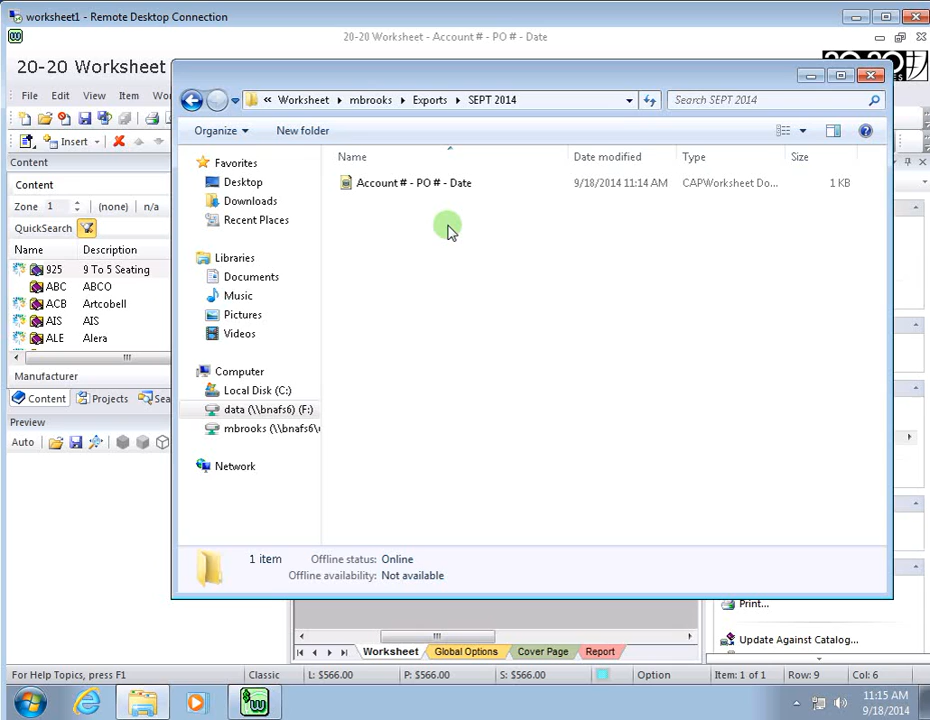 worksheet1 - Remote Desktop Connection
20-20 Worksheet - Account # - PO # - Date
20-20 Worksheet
File Edit View Item
Insert
Content
Content
Zone 1 (none) n/a
QuickSearch
Name Description
925 9 To 5 Seating
ABC ABCO
ACB Artcobell
AIS AIS
ALE Alera
Manufacturer
Content Projects
Preview
Auto
« Worksheet mbrooks Exports SEPT 2014
Search SEPT 2014
Organize New folder
Name Date modified Type Size
Account # - PO # - Date 9/18/2014 11:14 AM CAPWorksheet Do... 1 KB
Favorites
Desktop
Downloads
Recent Places
Libraries
Documents
Music
Pictures
Videos
Computer
Local Disk (C:)
data (\\bnafs6) (F:)
mbrooks (\\bnafs6\
Network
1 item Offline status: Online
Offline availability: Not available
Print...
Update Against Catalog...
Worksheet Global Options Cover Page Report
For Help Topics, press F1 Classic L: $566.00 P: $566.00 S: $566.00 Option Item: 1 of 1 Row: 9 Col: 6
11:15 AM
9/18/2014